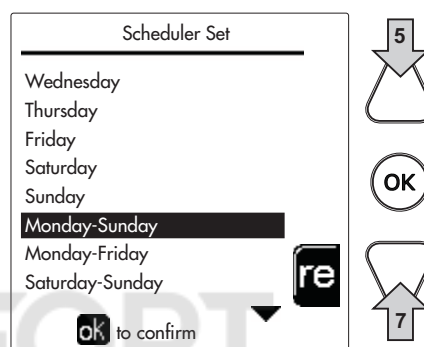 Scheduler Set
Wednesday
Thursday
Friday
Saturday
Sunday
Monday-Sunday
Monday-Friday
Saturday-Sunday
ok to confirm
re
5
OK
7